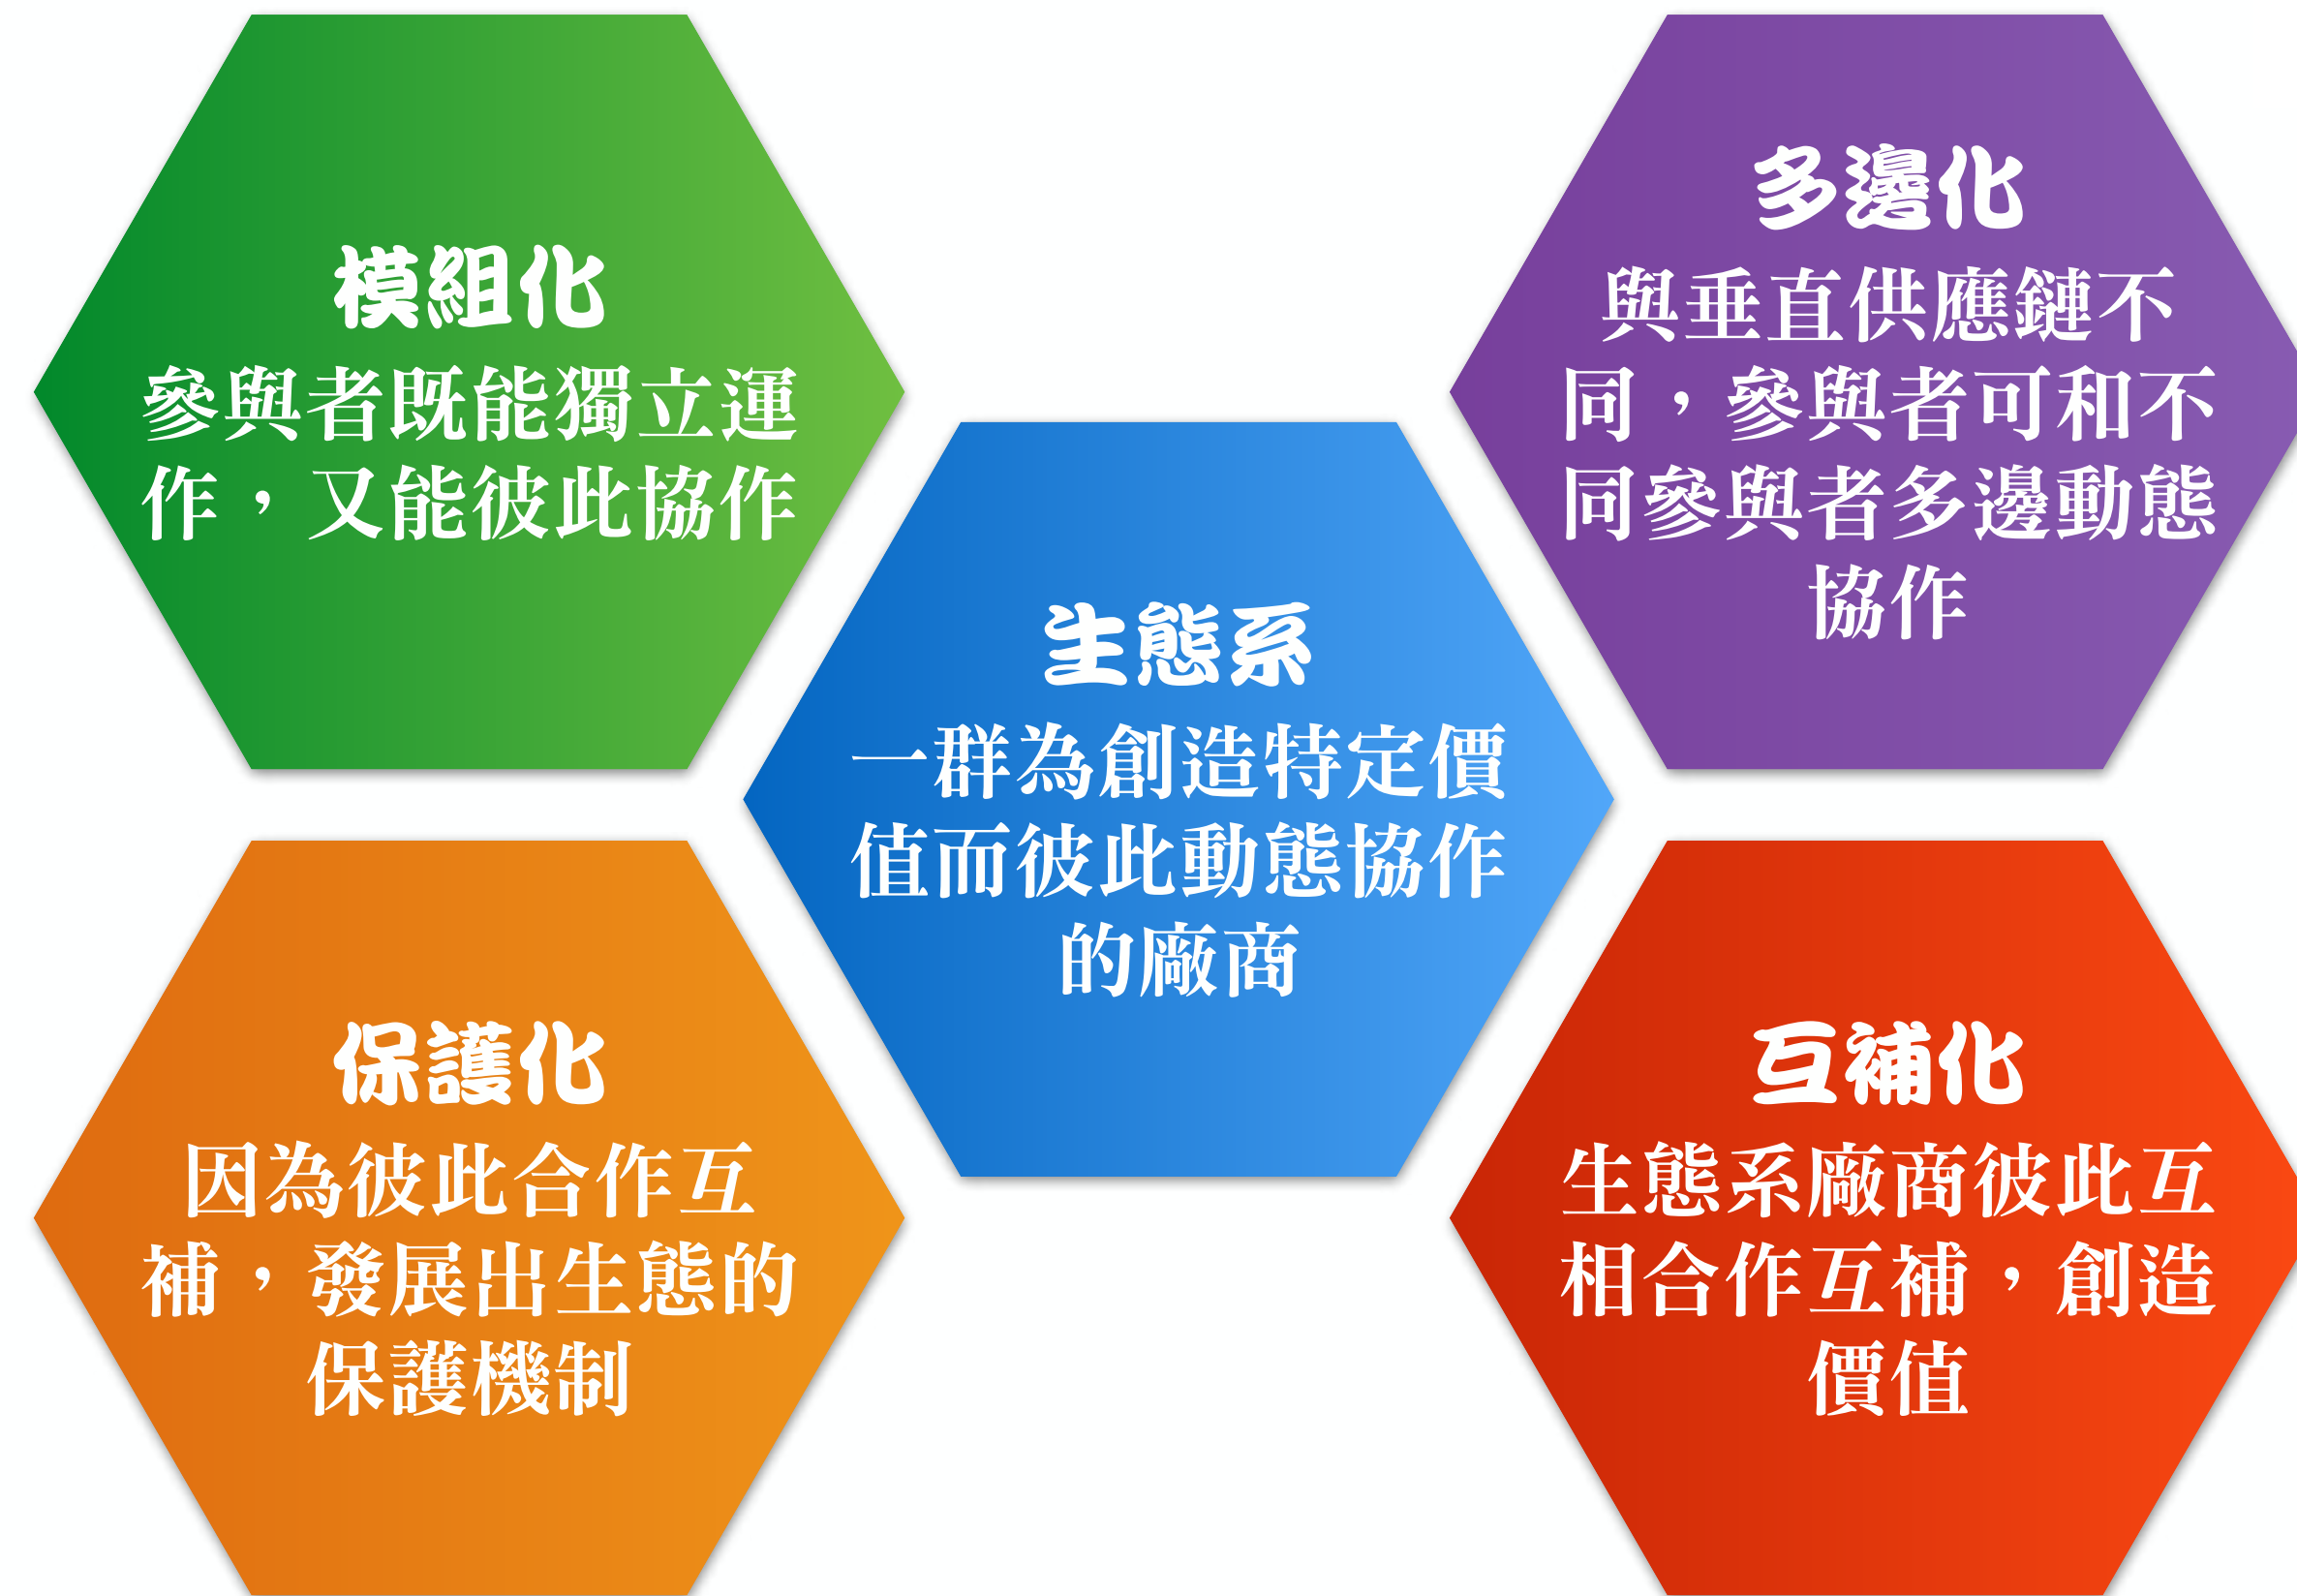 模組化
參與者既負獨立運
作，又能彼此協作
多邊化
與垂直供應鏈不
同，參與者可和不
同參與者多邊動態
協作
生態系
一群為創造特定價
值而彼此動態協作
的廠商
保護化
因為彼此合作互
補，發展出生態的
保護機制
互補化
生態系廠商彼此互
相合作互補，創造
價值